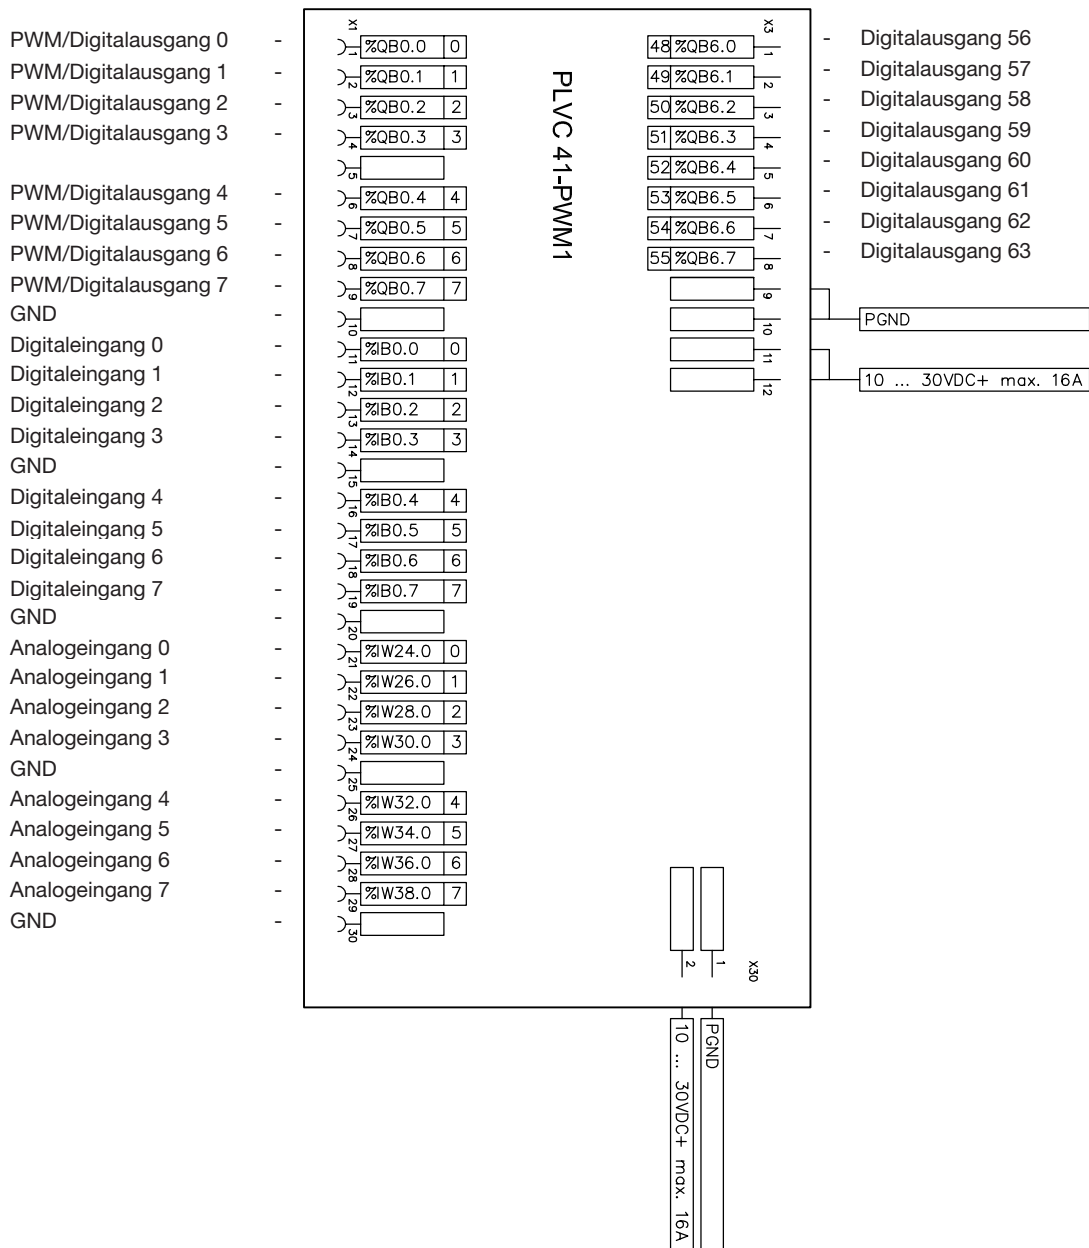 X1
PWM/Digitalausgang 0 - 1 %QB0.0 0
PWM/Digitalausgang 1 - 2 %QB0.1 1
PWM/Digitalausgang 2 - 3 %QB0.2 2
PWM/Digitalausgang 3 - 4 %QB0.3 3
5
PWM/Digitalausgang 4 - 6 %QB0.4 4
PWM/Digitalausgang 5 - 7 %QB0.5 5
PWM/Digitalausgang 6 - 8 %QB0.6 6
PWM/Digitalausgang 7 - 9 %QB0.7 7
GND - 10
Digitaleingang 0 - 11 %IB0.0 0
Digitaleingang 1 - 12 %IB0.1 1
Digitaleingang 2 - 13 %IB0.2 2
Digitaleingang 3 - 14 %IB0.3 3
GND - 15
Digitaleingang 4 - 16 %IB0.4 4
Digitaleingang 5 - 17 %IB0.5 5
Digitaleingang 6 - 18 %IB0.6 6
Digitaleingang 7 - 19 %IB0.7 7
GND - 20
Analogeingang 0 - 21 %IW24.0 0
Analogeingang 1 - 22 %IW26.0 1
Analogeingang 2 - 23 %IW28.0 2
Analogeingang 3 - 24 %IW30.0 3
GND - 25
Analogeingang 4 - 26 %IW32.0 4
Analogeingang 5 - 27 %IW34.0 5
Analogeingang 6 - 28 %IW36.0 6
Analogeingang 7 - 29 %IW38.0 7
GND - 30
PLVC 41-PWM1
X3
48 %QB6.0 1 - Digitalausgang 56
49 %QB6.1 2 - Digitalausgang 57
50 %QB6.2 3 - Digitalausgang 58
51 %QB6.3 4 - Digitalausgang 59
52 %QB6.4 5 - Digitalausgang 60
53 %QB6.5 6 - Digitalausgang 61
54 %QB6.6 7 - Digitalausgang 62
55 %QB6.7 8 - Digitalausgang 63
9
10 PGND
11
12 10 ... 30VDC+ max. 16A
X30
1 PGND
2 10 ... 30VDC+ max. 16A